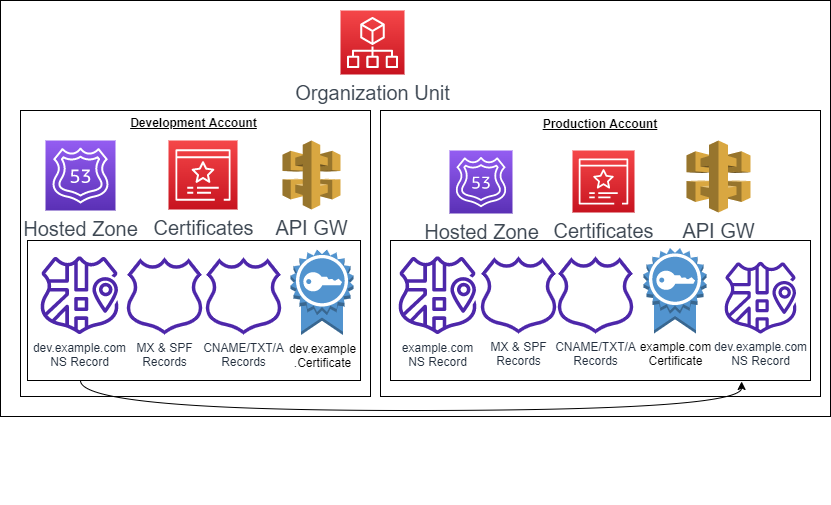 Organization Unit
Development Account
53
Hosted Zone
Certificates
API GW
dev.example.com
NS Record
MX & SPF
Records
CNAME/TXT/A
Records
dev.example
.Certificate
Production Account
53
Hosted Zone
Certificates
API GW
example.com
NS Record
MX & SPF
Records
CNAME/TXT/A
Records
example.com
Certificate
dev.example.com
NS Record